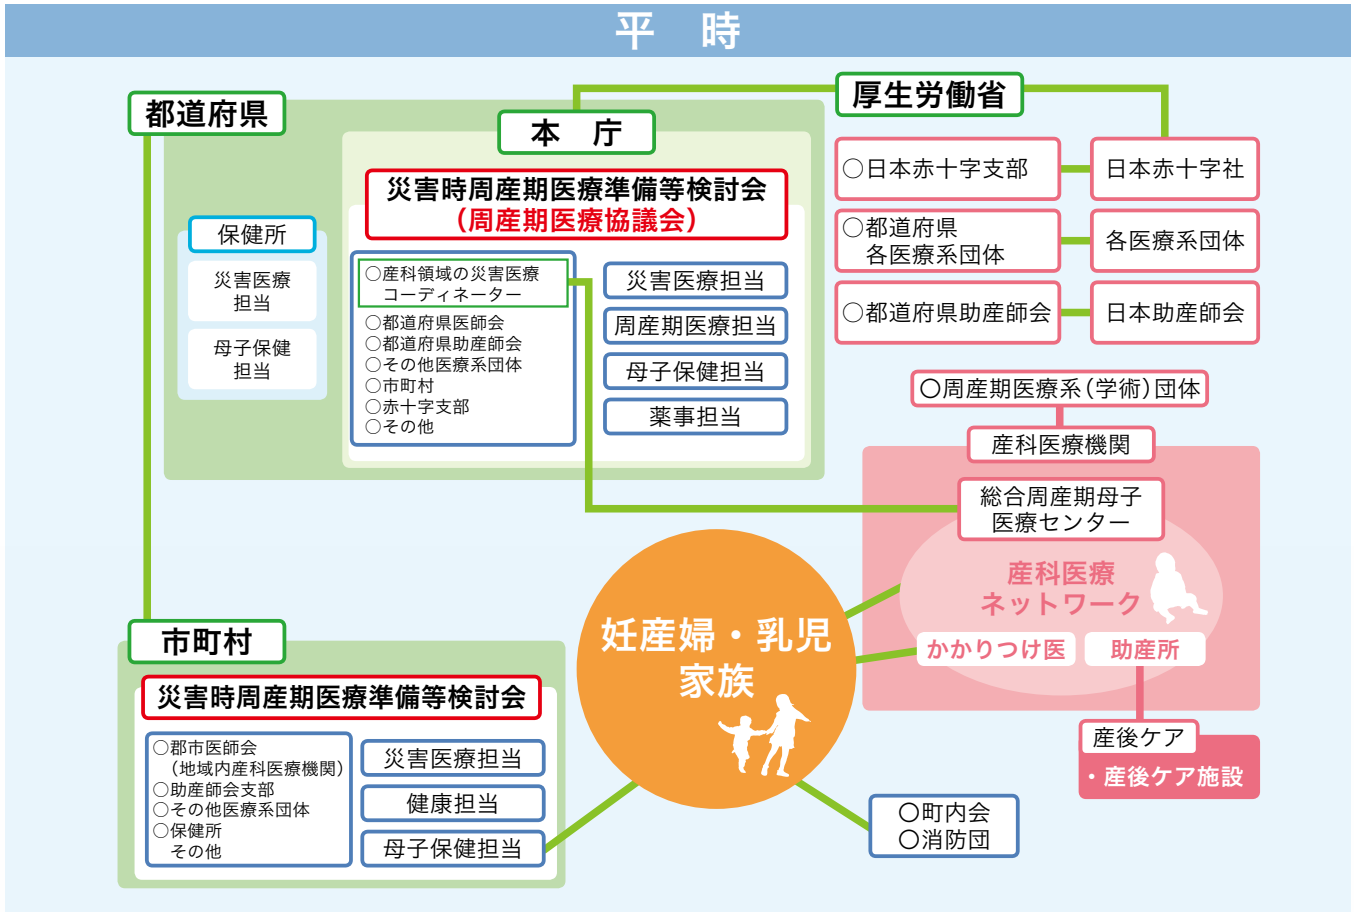 平 時
都道府県
本 庁
厚生労働省
災害時周産期医療準備等検討会
（周産期医療協議会）
保健所
災害医療
担当
母子保健
担当
○産科領域の災害医療
コーディネーター
○都道府県医師会
○都道府県助産師会
○その他医療系団体
○市町村
○赤十字支部
○その他
災害医療担当
周産期医療担当
母子保健担当
薬事担当
○日本赤十字支部
日本赤十字社
○都道府県
各医療系団体
各医療系団体
○都道府県助産師会
日本助産師会
○周産期医療系（学術）団体
産科医療機関
総合周産期母子
医療センター
産科医療
ネットワーク
かかりつけ医
助産所
産後ケア
・産後ケア施設
妊産婦・乳児
家族
市町村
災害時周産期医療準備等検討会
○郡市医師会
（地域内産科医療機関）
○助産師会支部
○その他医療系団体
○保健所
その他
災害医療担当
健康担当
母子保健担当
○町内会
○消防団